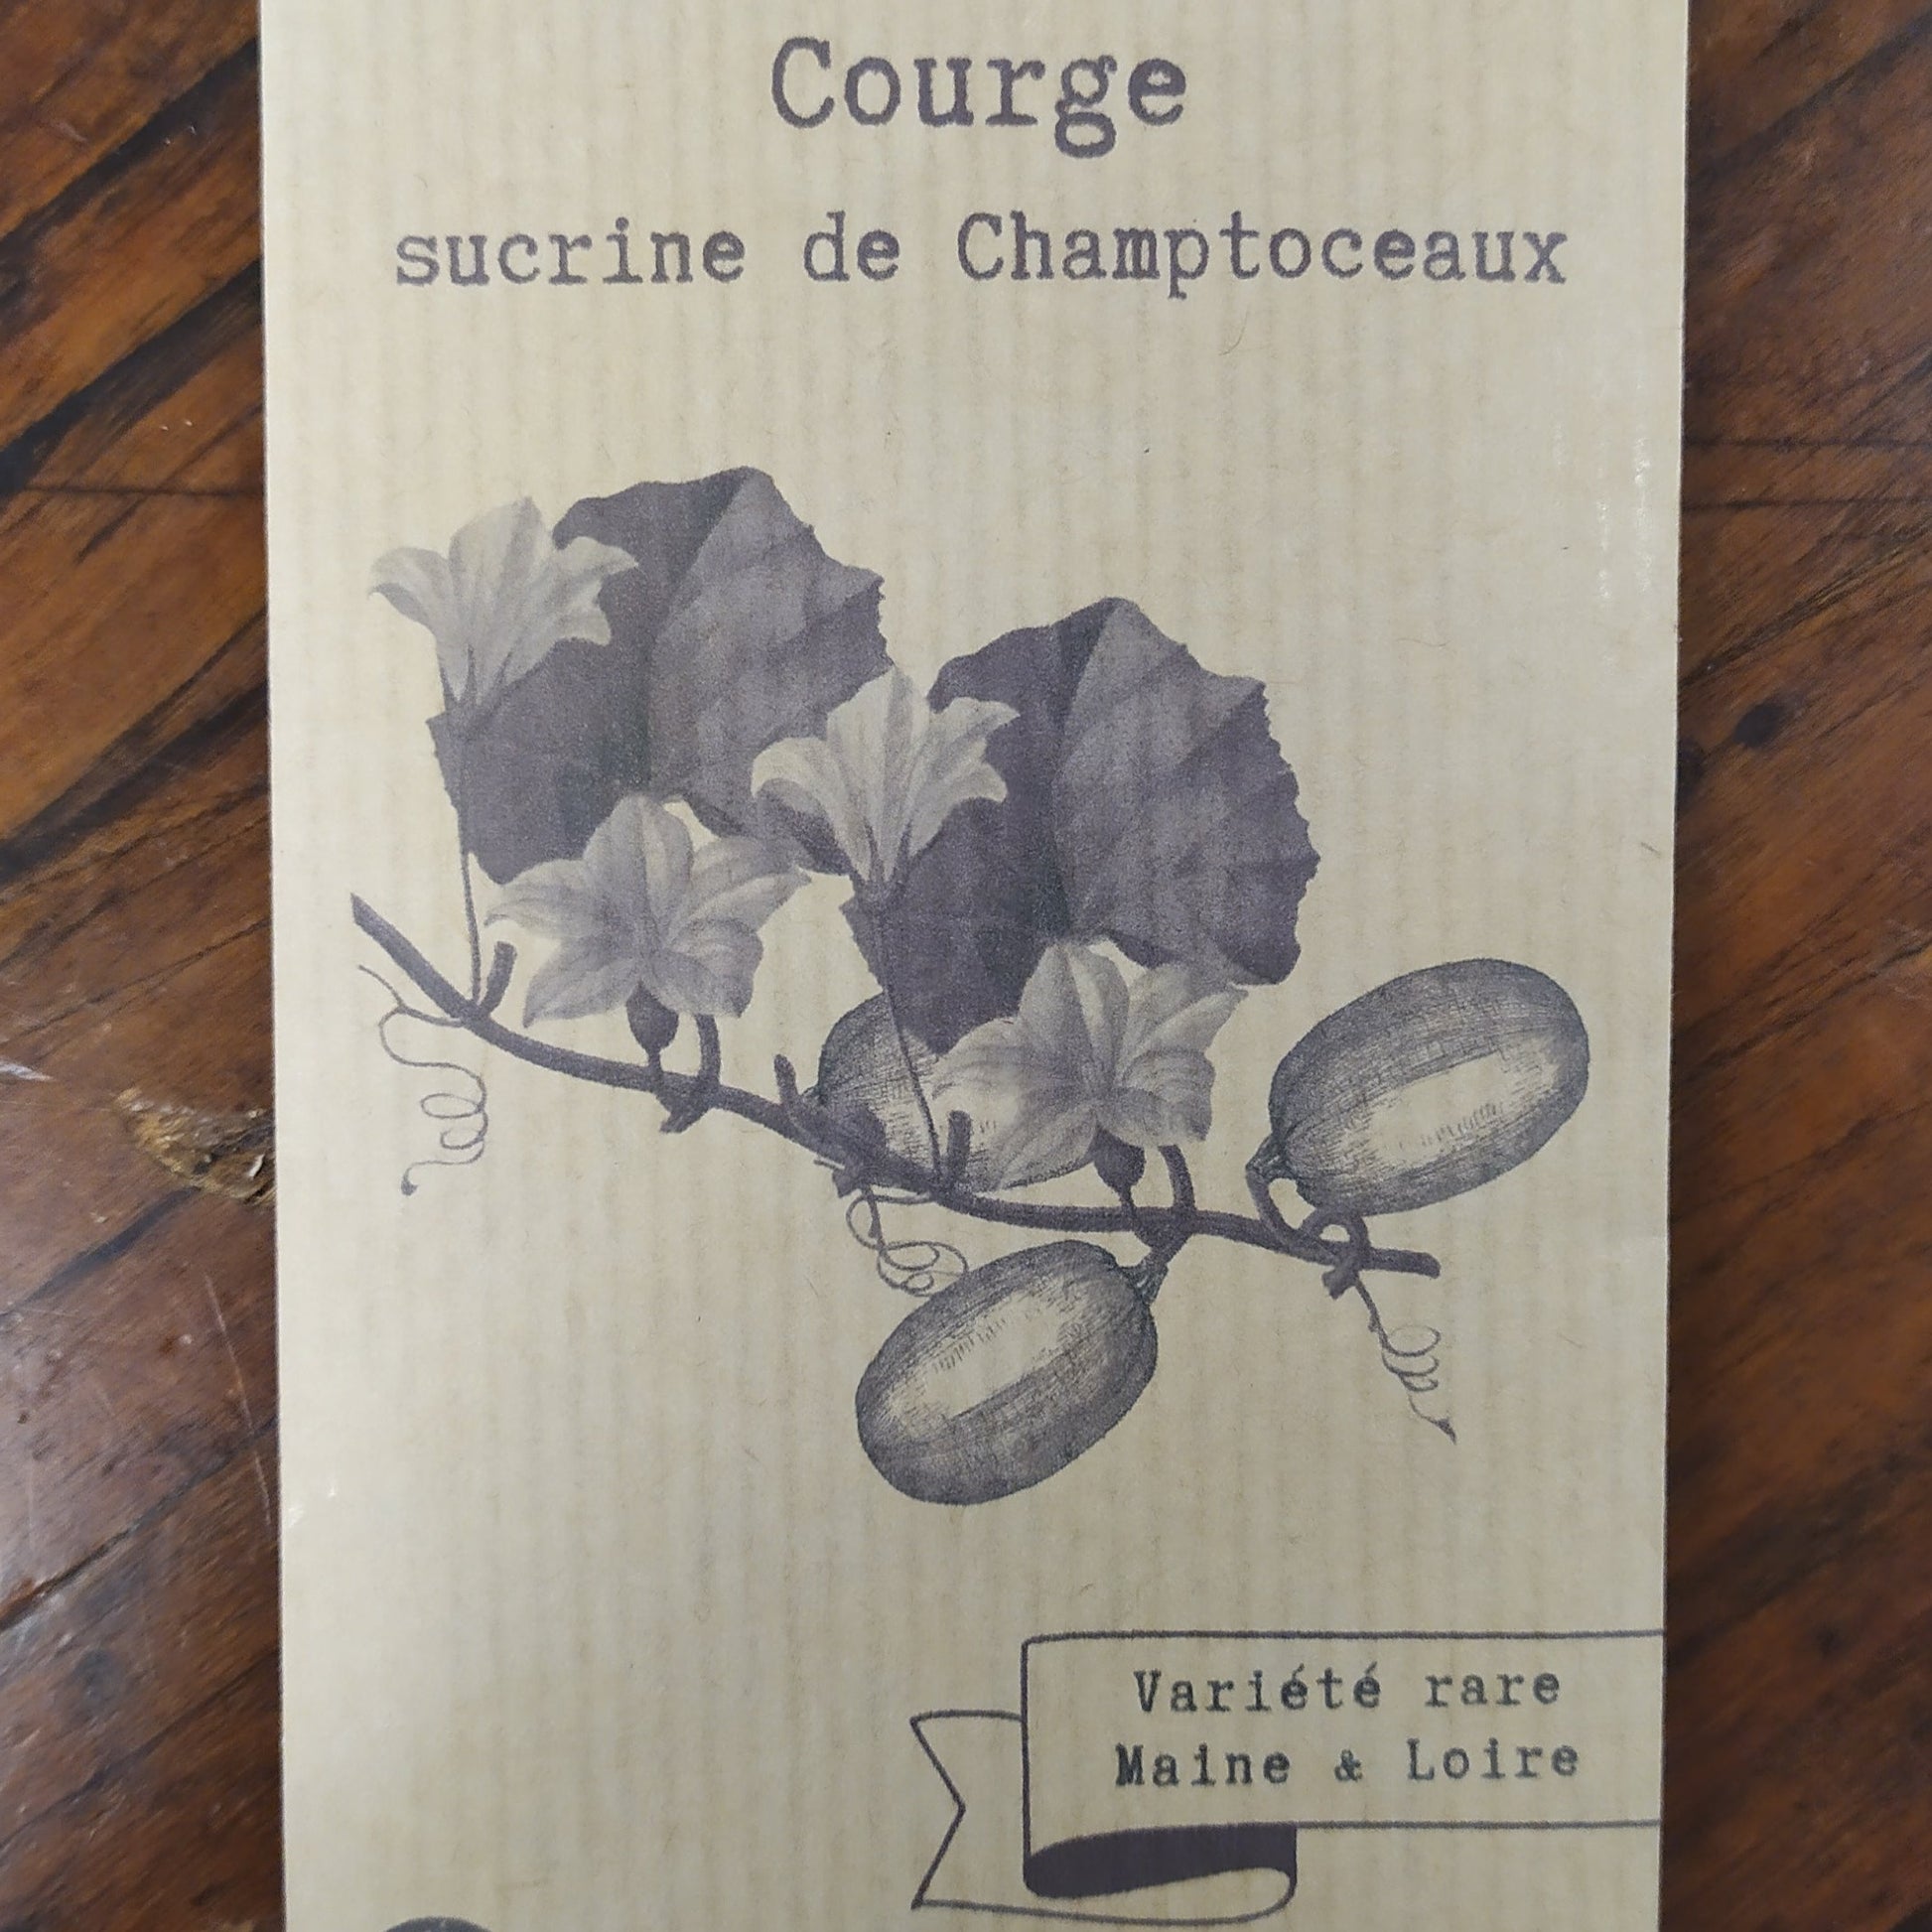 Courge
sucrine de Champtoceaux
Variété rare
Maine & Loire